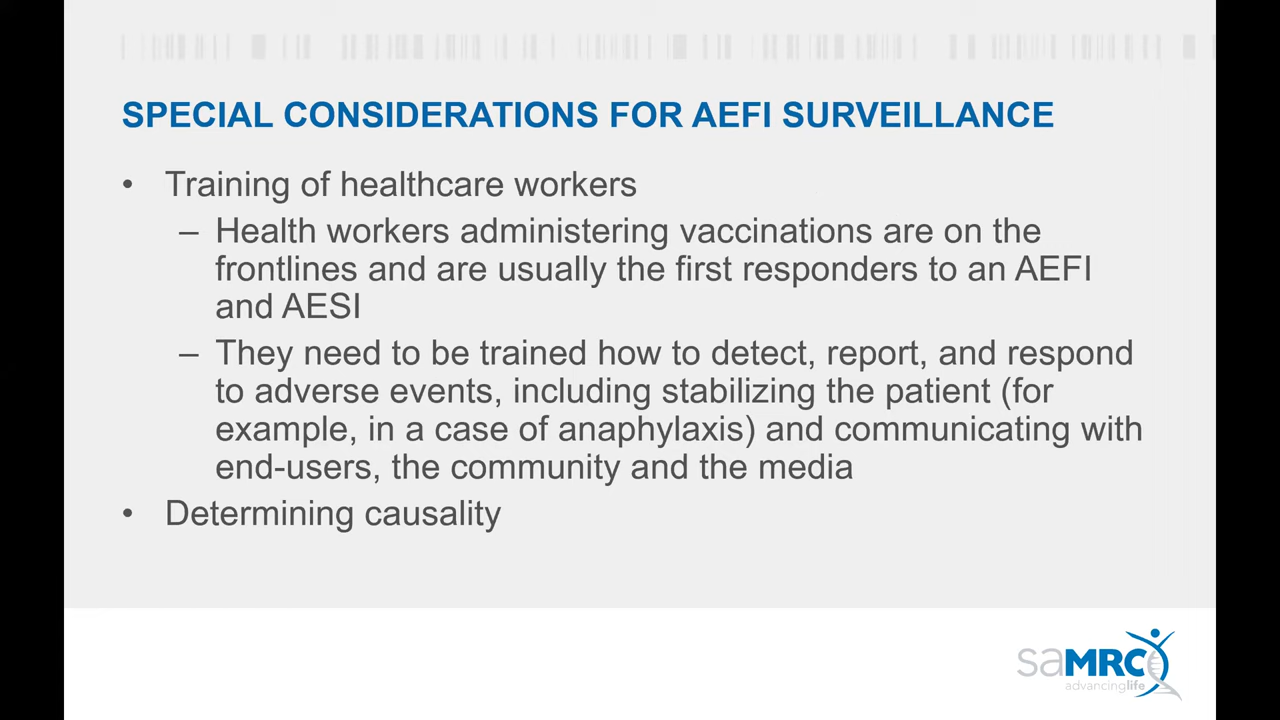 SPECIAL CONSIDERATIONS FOR AEFI SURVEILLANCE
• Training of healthcare workers
– Health workers administering vaccinations are on the
frontlines and are usually the first responders to an AEFI
and AESI
– They need to be trained how to detect, report, and respond
to adverse events, including stabilizing the patient (for
example, in a case of anaphylaxis) and communicating with
end-users, the community and the media
• Determining causality
saMRC
advancinglife